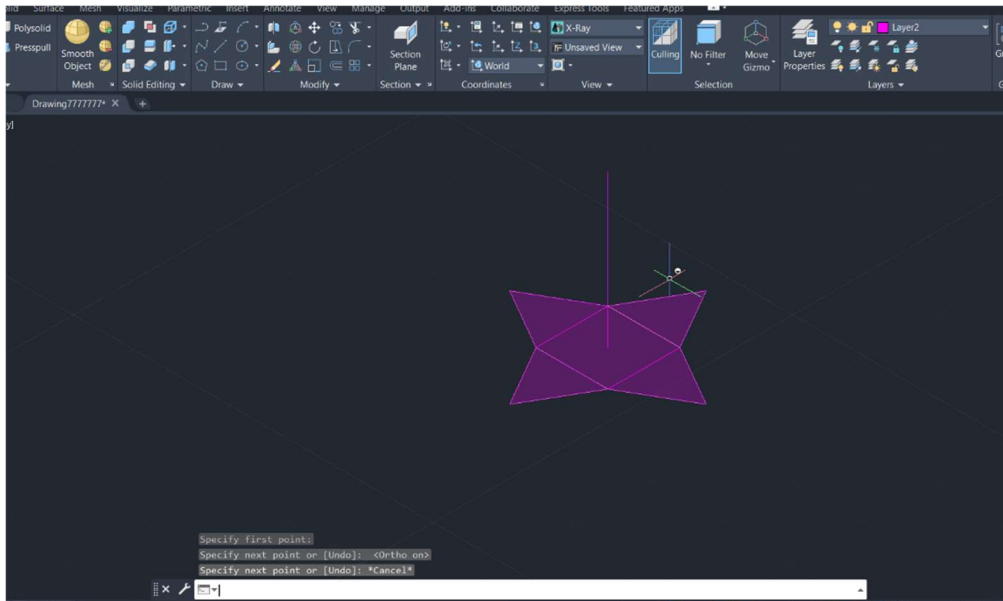 Surface Mesh Visualize Parametric Insert Annotate View Manage Output Add-ins Collaborate Express Tools Featured Apps
Polysolid
Presspull
Smooth
Object
Section
Plane
World
X-Ray
Unsaved View
Culling
No Filter
Move
Gizmo
Layer
Properties
Layer2
Mesh
Solid Editing
Draw
Modify
Section
Coordinates
View
Selection
Layers
Drawing7777777*
y]
Specify first point:
Specify next point or [Undo]: <Ortho on>
Specify next point or [Undo]: *Cancel*